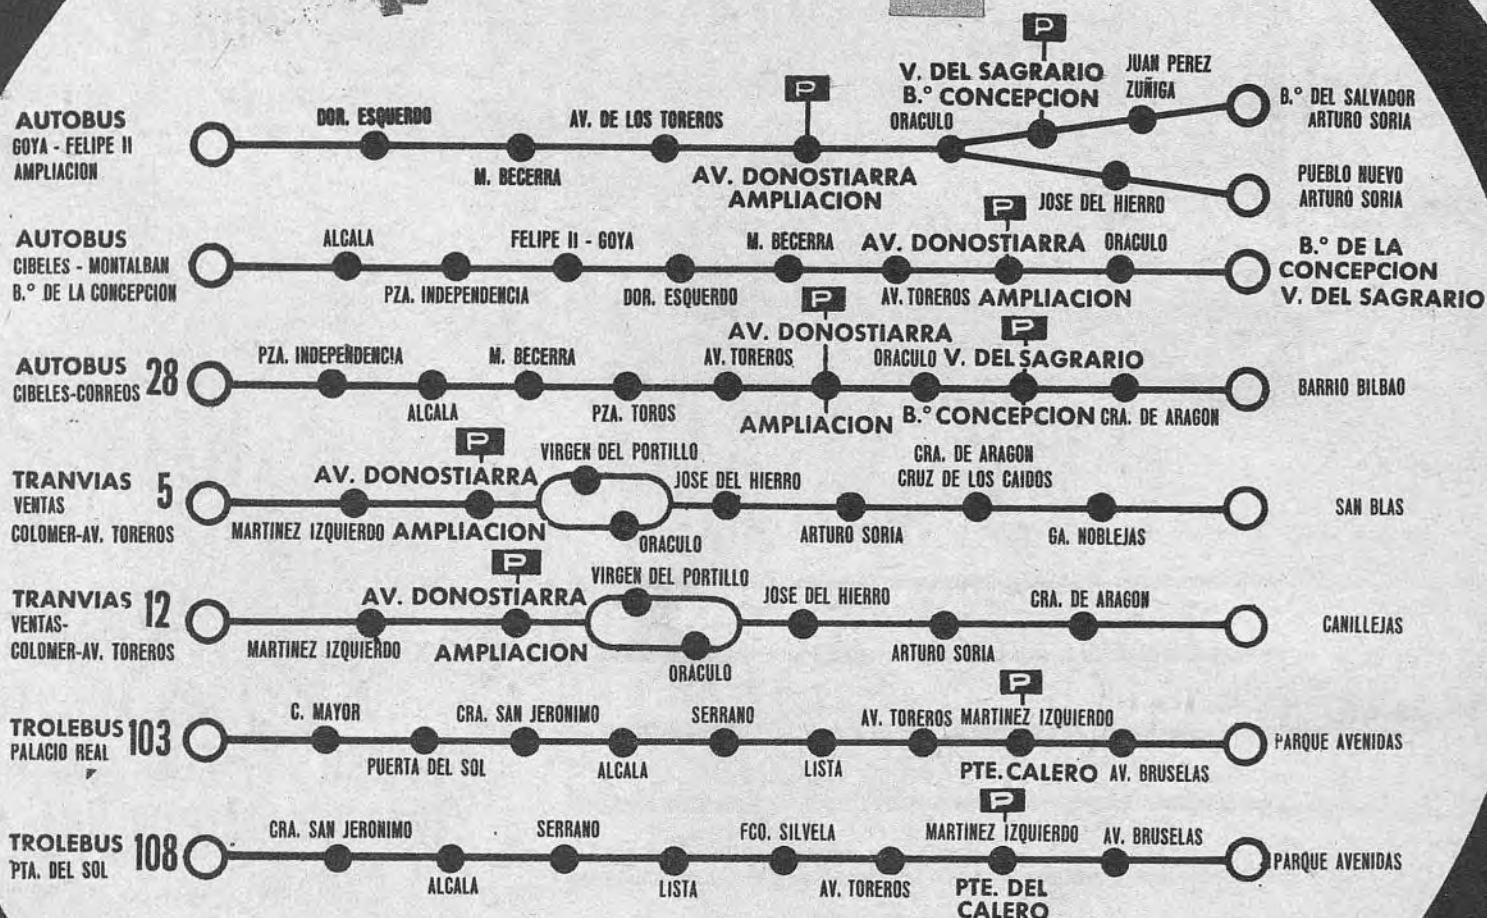 AUTOBUS
GOYA - FELIPE II
AMPLIACION
DOR. ESQUERDO
M. BECERRA
AV. DE LOS TOREROS
P
AV. DONOSTIARRA
AMPLIACION
ORACULO
P
V. DEL SAGRARIO
B.º CONCEPCION
JUAN PEREZ
ZUÑIGA
B.º DEL SALVADOR
ARTURO SORIA
JOSE DEL HIERRO
PUEBLO NUEVO
ARTURO SORIA
AUTOBUS
CIBELES - MONTALBAN
B.º DE LA CONCEPCION
ALCALA
PZA. INDEPENDENCIA
FELIPE II - GOYA
DOR. ESQUERDO
M. BECERRA
AV. TOREROS
P
AV. DONOSTIARRA
AMPLIACION
ORACULO
B.º DE LA
CONCEPCION
V. DEL SAGRARIO
AUTOBUS
CIBELES-CORREOS 28
PZA. INDEPENDENCIA
ALCALA
M. BECERRA
PZA. TOROS
AV. TOREROS
P
AV. DONOSTIARRA
AMPLIACION
ORACULO
P
V. DEL SAGRARIO
B.º CONCEPCION
CRA. DE ARAGON
BARRIO BILBAO
TRANVIAS 5
VENTAS
COLOMER-AV. TOREROS
MARTINEZ IZQUIERDO
P
AV. DONOSTIARRA
AMPLIACION
VIRGEN DEL PORTILLO
ORACULO
JOSE DEL HIERRO
ARTURO SORIA
CRA. DE ARAGON
CRUZ DE LOS CAIDOS
GA. NOBLEJAS
SAN BLAS
TRANVIAS 12
VENTAS-
COLOMER-AV. TOREROS
MARTINEZ IZQUIERDO
P
AV. DONOSTIARRA
AMPLIACION
VIRGEN DEL PORTILLO
ORACULO
JOSE DEL HIERRO
ARTURO SORIA
CRA. DE ARAGON
CANILLEJAS
TROLEBUS 103
PALACIO REAL
C. MAYOR
PUERTA DEL SOL
CRA. SAN JERONIMO
ALCALA
SERRANO
LISTA
AV. TOREROS
P
MARTINEZ IZQUIERDO
PTE. CALERO
AV. BRUSELAS
PARQUE AVENIDAS
TROLEBUS 108
PTA. DEL SOL
CRA. SAN JERONIMO
ALCALA
SERRANO
LISTA
FCO. SILVELA
AV. TOREROS
P
MARTINEZ IZQUIERDO
PTE. DEL
CALERO
AV. BRUSELAS
PARQUE AVENIDAS